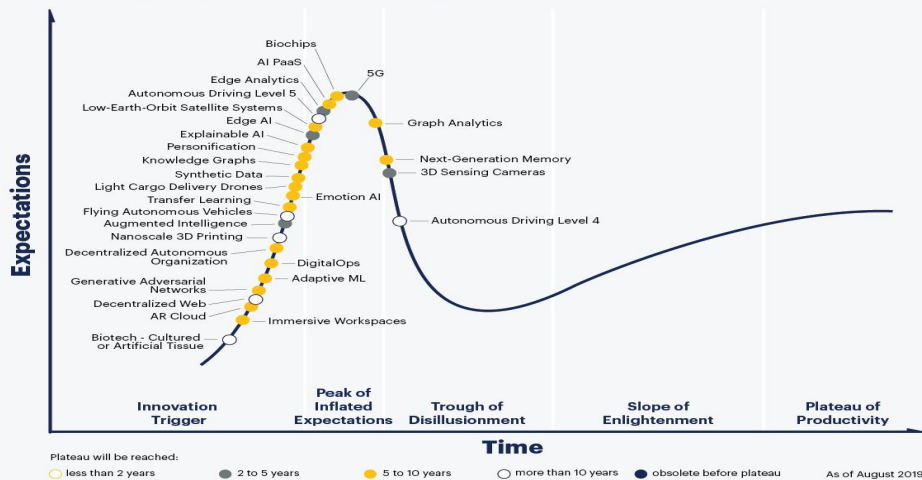 Expectations
Biochips
AI PaaS
Edge Analytics
Autonomous Driving Level 5
Low-Earth-Orbit Satellite Systems
Edge AI
Explainable AI
Personification
Knowledge Graphs
Synthetic Data
Light Cargo Delivery Drones
Transfer Learning
Flying Autonomous Vehicles
Augmented Intelligence
Nanoscale 3D Printing
Decentralized Autonomous
Organization
Generative Adversarial
Networks
Decentralized Web
AR Cloud
Biotech - Cultured
or Artificial Tissue
5G
Emotion AI
DigitalOps
Adaptive ML
Immersive Workspaces
Graph Analytics
Next-Generation Memory
3D Sensing Cameras
Autonomous Driving Level 4
Innovation
Trigger
Peak of
Inflated
Expectations
Trough of
Disillusionment
Slope of
Enlightenment
Plateau of
Productivity
Time
Plateau will be reached:
less than 2 years
2 to 5 years
5 to 10 years
more than 10 years
obsolete before plateau
As of August 2019